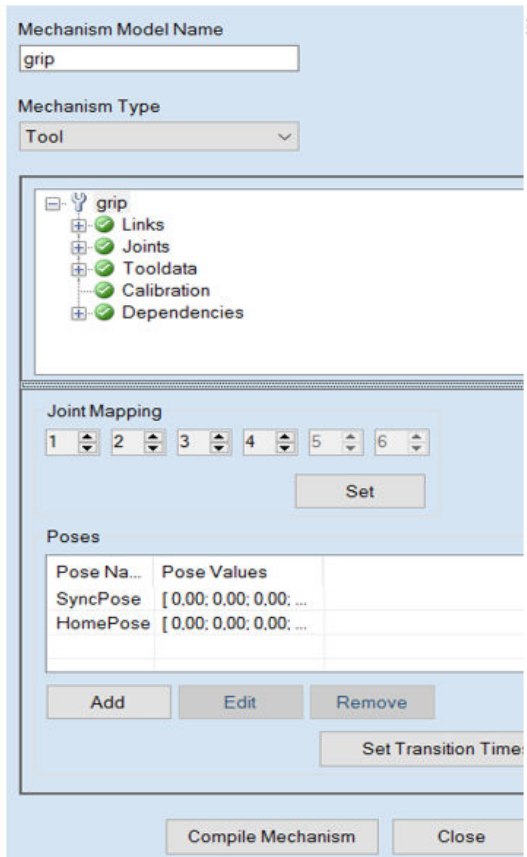 Mechanism Model Name
grip
Mechanism Type
Tool
grip
Links
Joints
Tooldata
Calibration
Dependencies
Joint Mapping
1 2 3 4 5 6
Set
Poses
Pose Na... Pose Values
SyncPose [ 0,00; 0,00; 0,00; ...
HomePose [ 0,00; 0,00; 0,00; ...
Add Edit Remove
Set Transition Times
Compile Mechanism Close